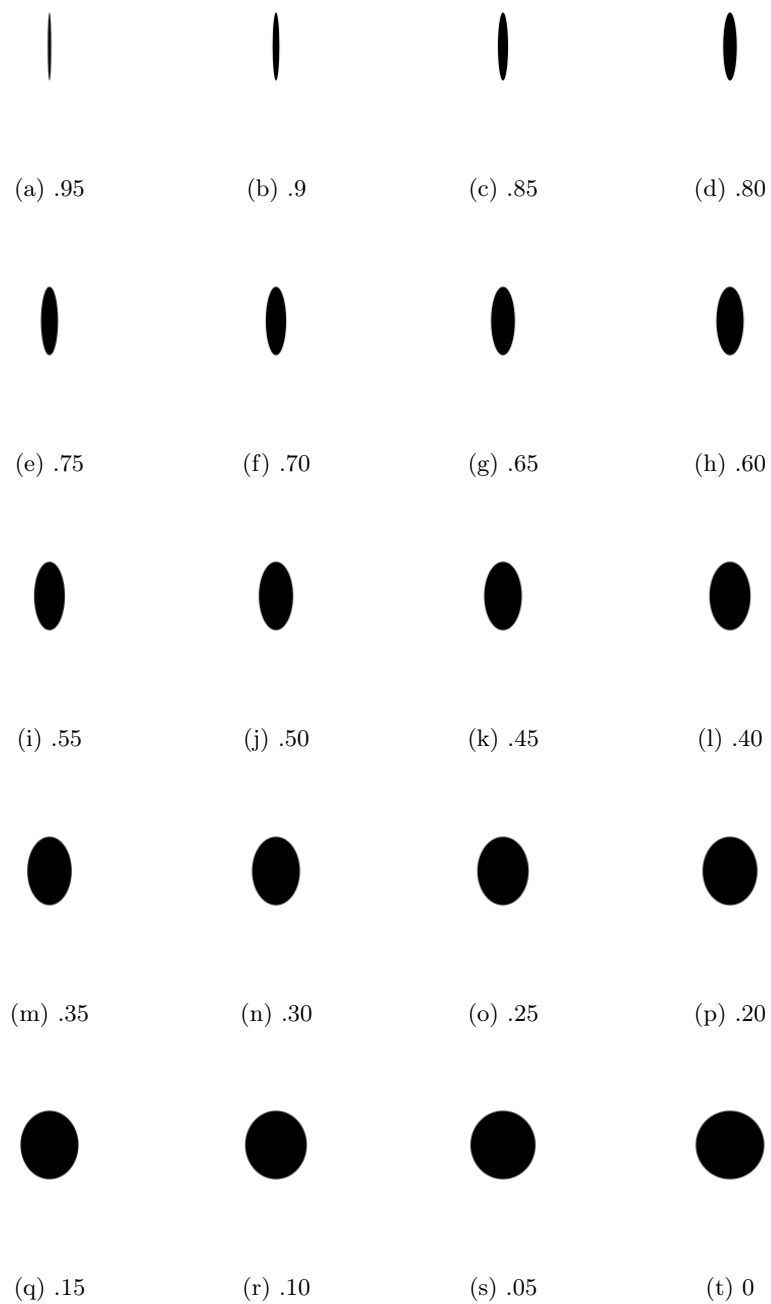 (a) .95 (b) .9 (c) .85 (d) .80
(e) .75 (f) .70 (g) .65 (h) .60
(i) .55 (j) .50 (k) .45 (l) .40
(m) .35 (n) .30 (o) .25 (p) .20
(q) .15 (r) .10 (s) .05 (t) 0